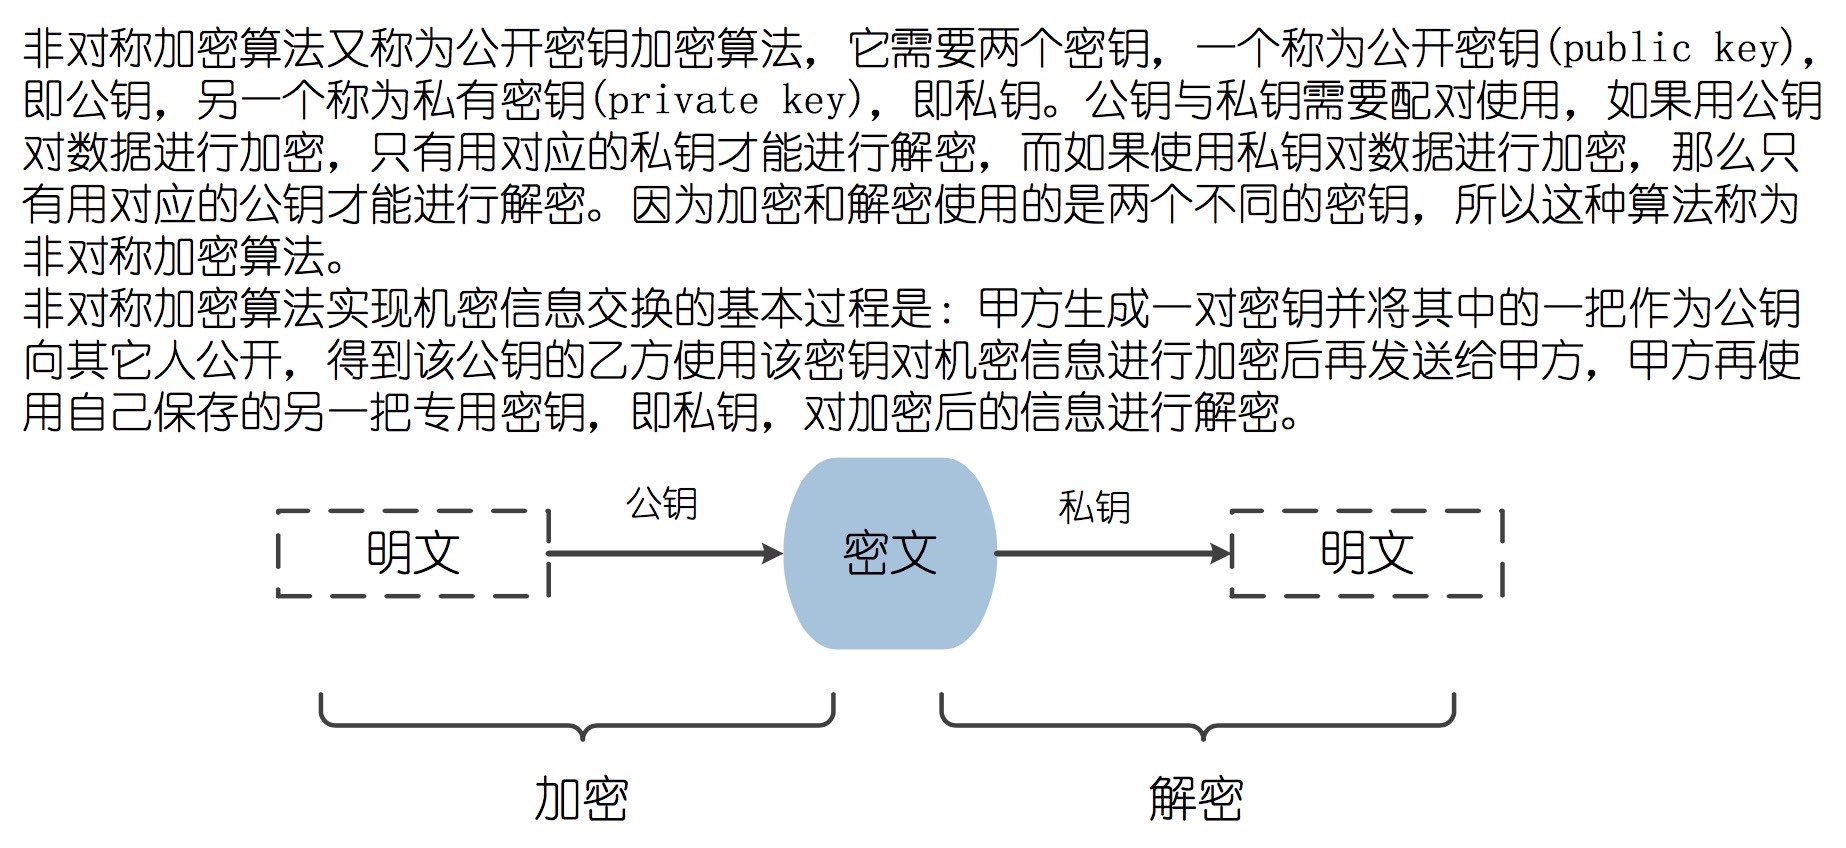 非对称加密算法又称为公开密钥加密算法，它需要两个密钥，一个称为公开密钥(public key)，
即公钥，另一个称为私有密钥(private key)，即私钥。公钥与私钥需要配对使用，如果用公钥
对数据进行加密，只有用对应的私钥才能进行解密，而如果使用私钥对数据进行加密，那么只
有用对应的公钥才能进行解密。因为加密和解密使用的是两个不同的密钥，所以这种算法称为
非对称加密算法。
非对称加密算法实现机密信息交换的基本过程是：甲方生成一对密钥并将其中的一把作为公钥
向其它人公开，得到该公钥的乙方使用该密钥对机密信息进行加密后再发送给甲方，甲方再使
用自己保存的另一把专用密钥，即私钥，对加密后的信息进行解密。
明文
公钥
密文
私钥
明文
加密
解密